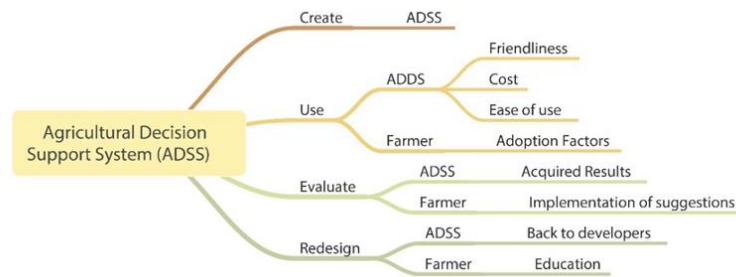 Create ADSS
Friendliness
ADDS Cost
Use Ease of use
Farmer Adoption Factors
Agricultural Decision
Support System (ADSS)
ADSS Acquired Results
Evaluate Farmer Implementation of suggestions
ADSS Back to developers
Redesign Farmer Education